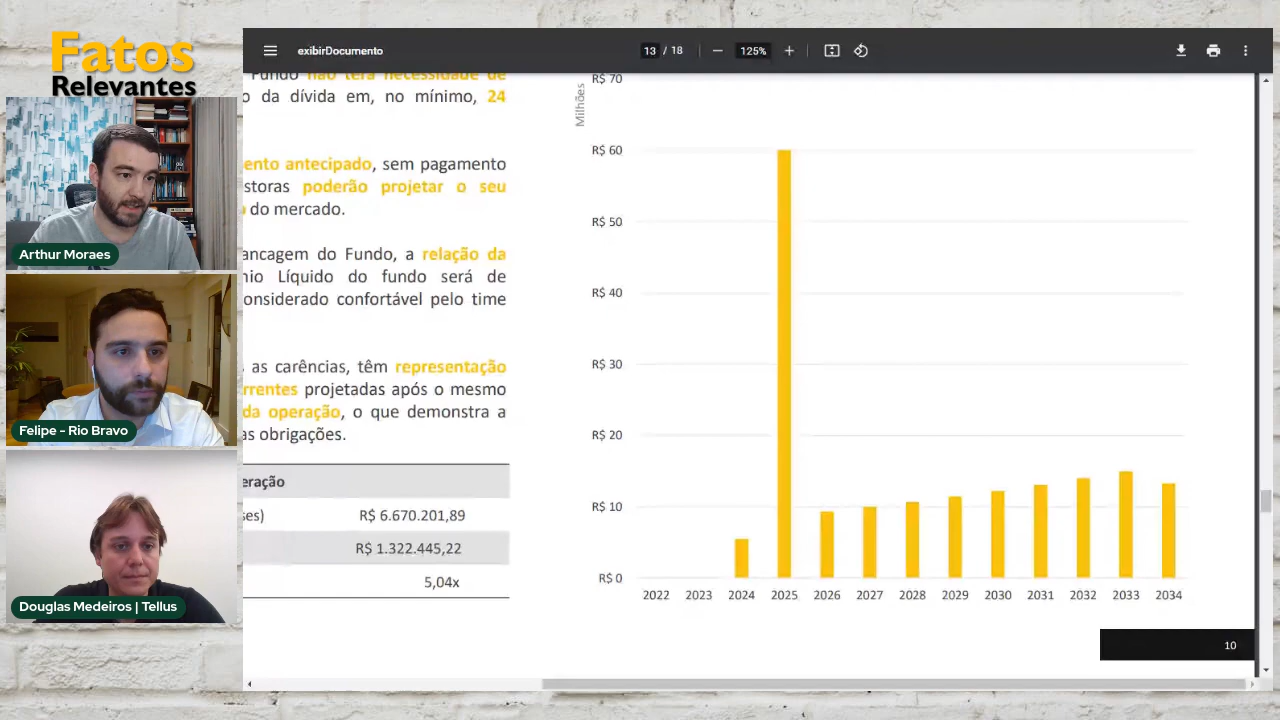 Fatos
Relevantes
Arthur Moraes
Felipe - Rio Bravo
Douglas Medeiros | Tellus
exibirDocumento
13 / 18
125%
Fundo não terá necessidade de
o da dívida em, no mínimo, 24
ento antecipado, sem pagamento
storas poderão projetar o seu
do mercado.
ancagem do Fundo, a relação da
nio Líquido do fundo será de
onsiderado confortável pelo time
as carências, têm representação
rrentes projetadas após o mesmo
da operação, o que demonstra a
as obrigações.
eração
ses) R$ 6.670.201,89
R$ 1.322.445,22
5,04x
Milhões
R$ 70
R$ 60
R$ 50
R$ 40
R$ 30
R$ 20
R$ 10
R$ 0
2022 2023 2024 2025 2026 2027 2028 2029 2030 2031 2032 2033 2034
10